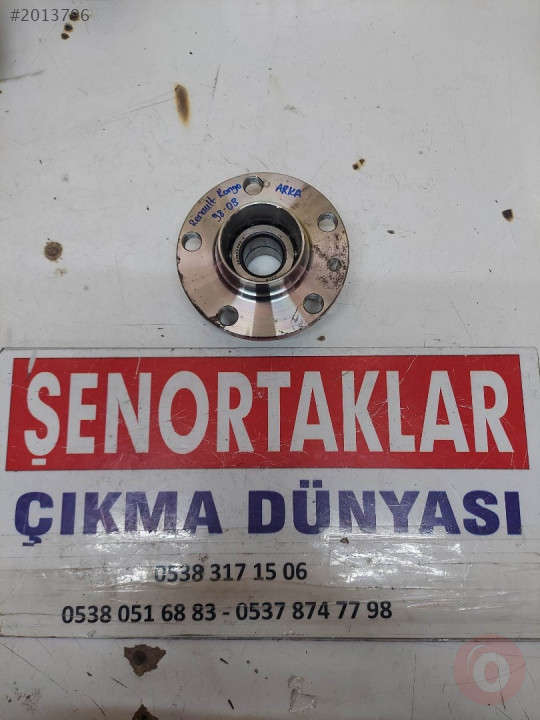 #2013796
Renault Kango ARKA
98-08
ŞENORTAKLAR
ÇIKMA DÜNYASI
0538 317 15 06
0538 051 68 83 - 0537 874 77 98